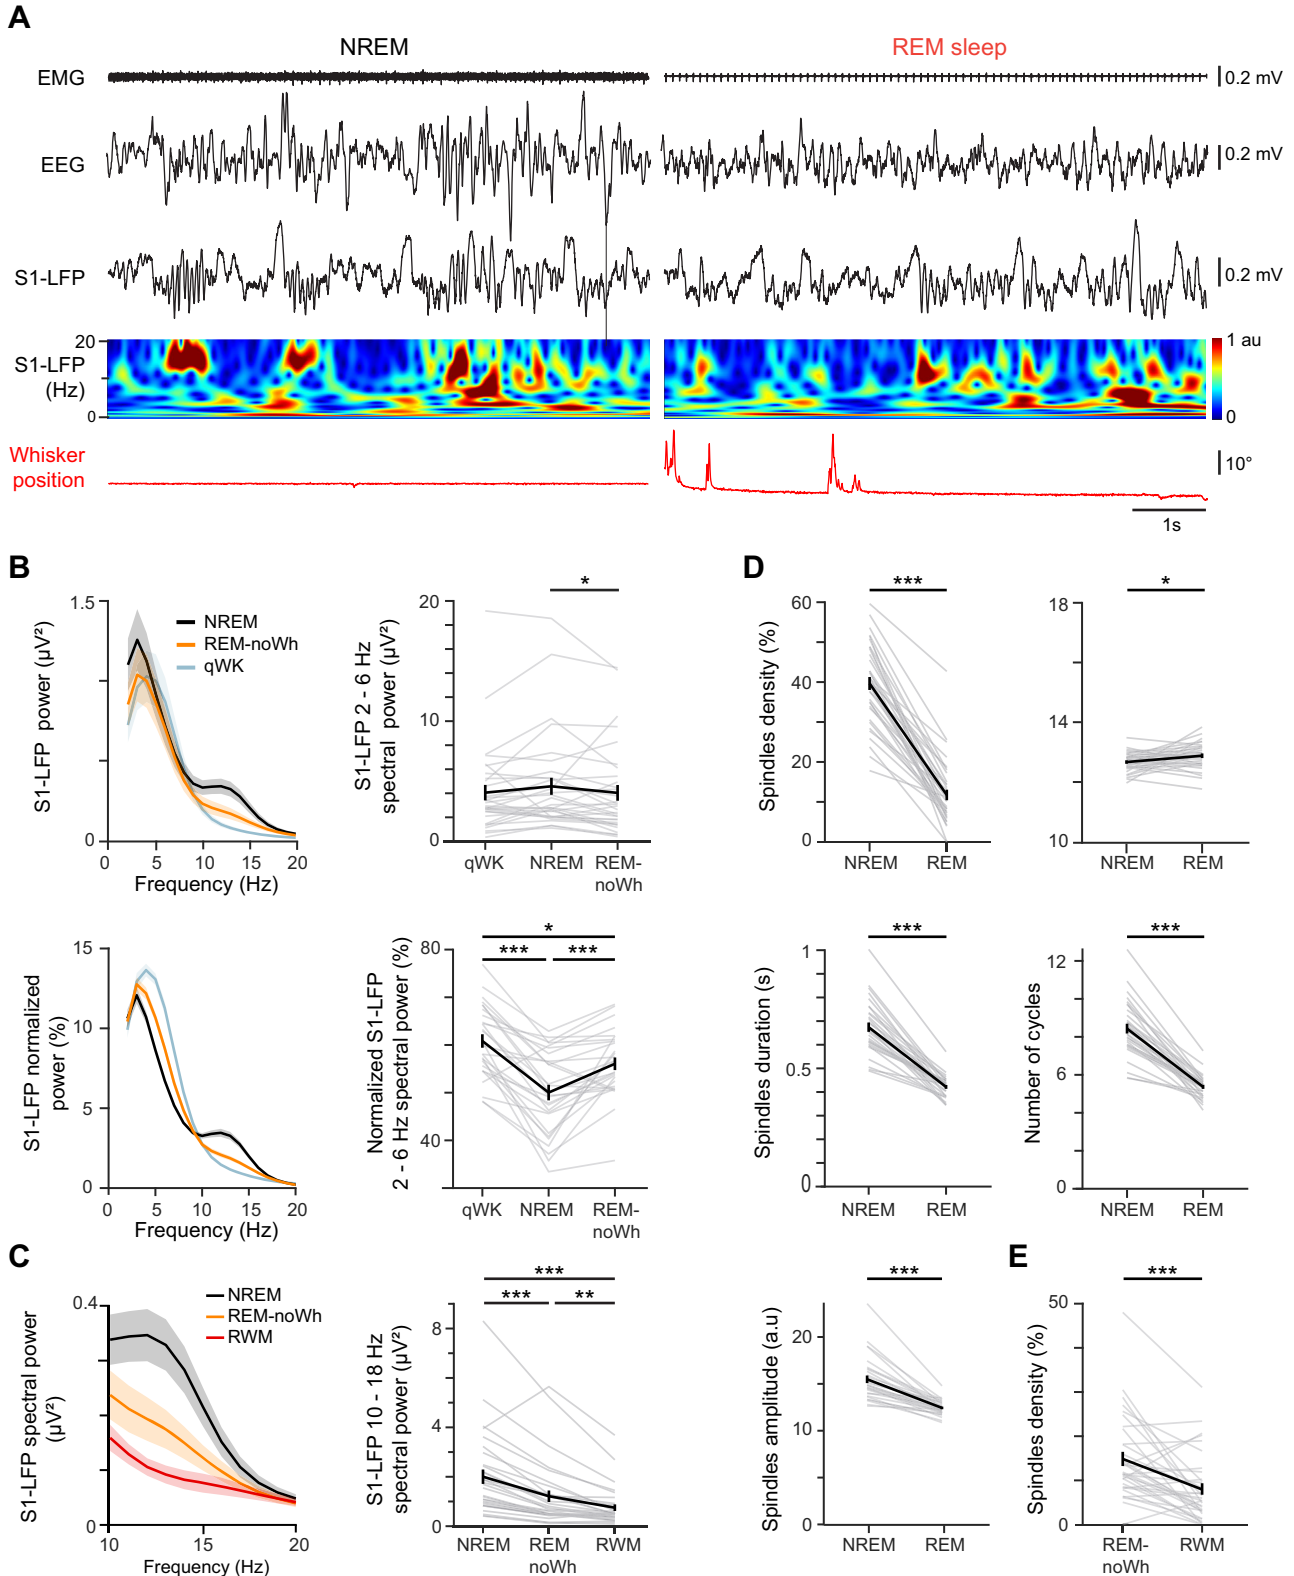 A
NREM
REM sleep
EMG
0.2 mV
EEG
0.2 mV
S1-LFP
0.2 mV
S1-LFP
(Hz)
20
0
1 au
0
Whisker
position
10°
1s
B
S1-LFP power (µV²)
1.5
0
0
5
10
15
20
Frequency (Hz)
NREM
REM-noWh
qWK
S1-LFP 2 - 6 Hz
spectral power (µV²)
20
10
0
*
qWK
NREM
REM-
noWh
S1-LFP normalized
power (%)
15
10
5
0
0
5
10
15
20
Frequency (Hz)
Normalized S1-LFP
2 - 6 Hz spectral power (%)
80
40
*
***
***
qWK
NREM
REM-
noWh
C
S1-LFP spectral power
(µV²)
0.4
0
10
15
20
Frequency (Hz)
NREM
REM-noWh
RWM
S1-LFP 10 - 18 Hz
spectral power (µV²)
8
4
0
***
***
**
NREM
REM
noWh
RWM
D
Spindles density (%)
60
40
20
0
***
NREM
REM
18
14
10
*
NREM
REM
Spindles duration (s)
1
0.5
0
***
NREM
REM
Number of cycles
12
6
0
***
NREM
REM
Spindles amplitude (a.u)
20
10
0
***
NREM
REM
E
Spindles density (%)
50
0
***
REM-
noWh
RWM